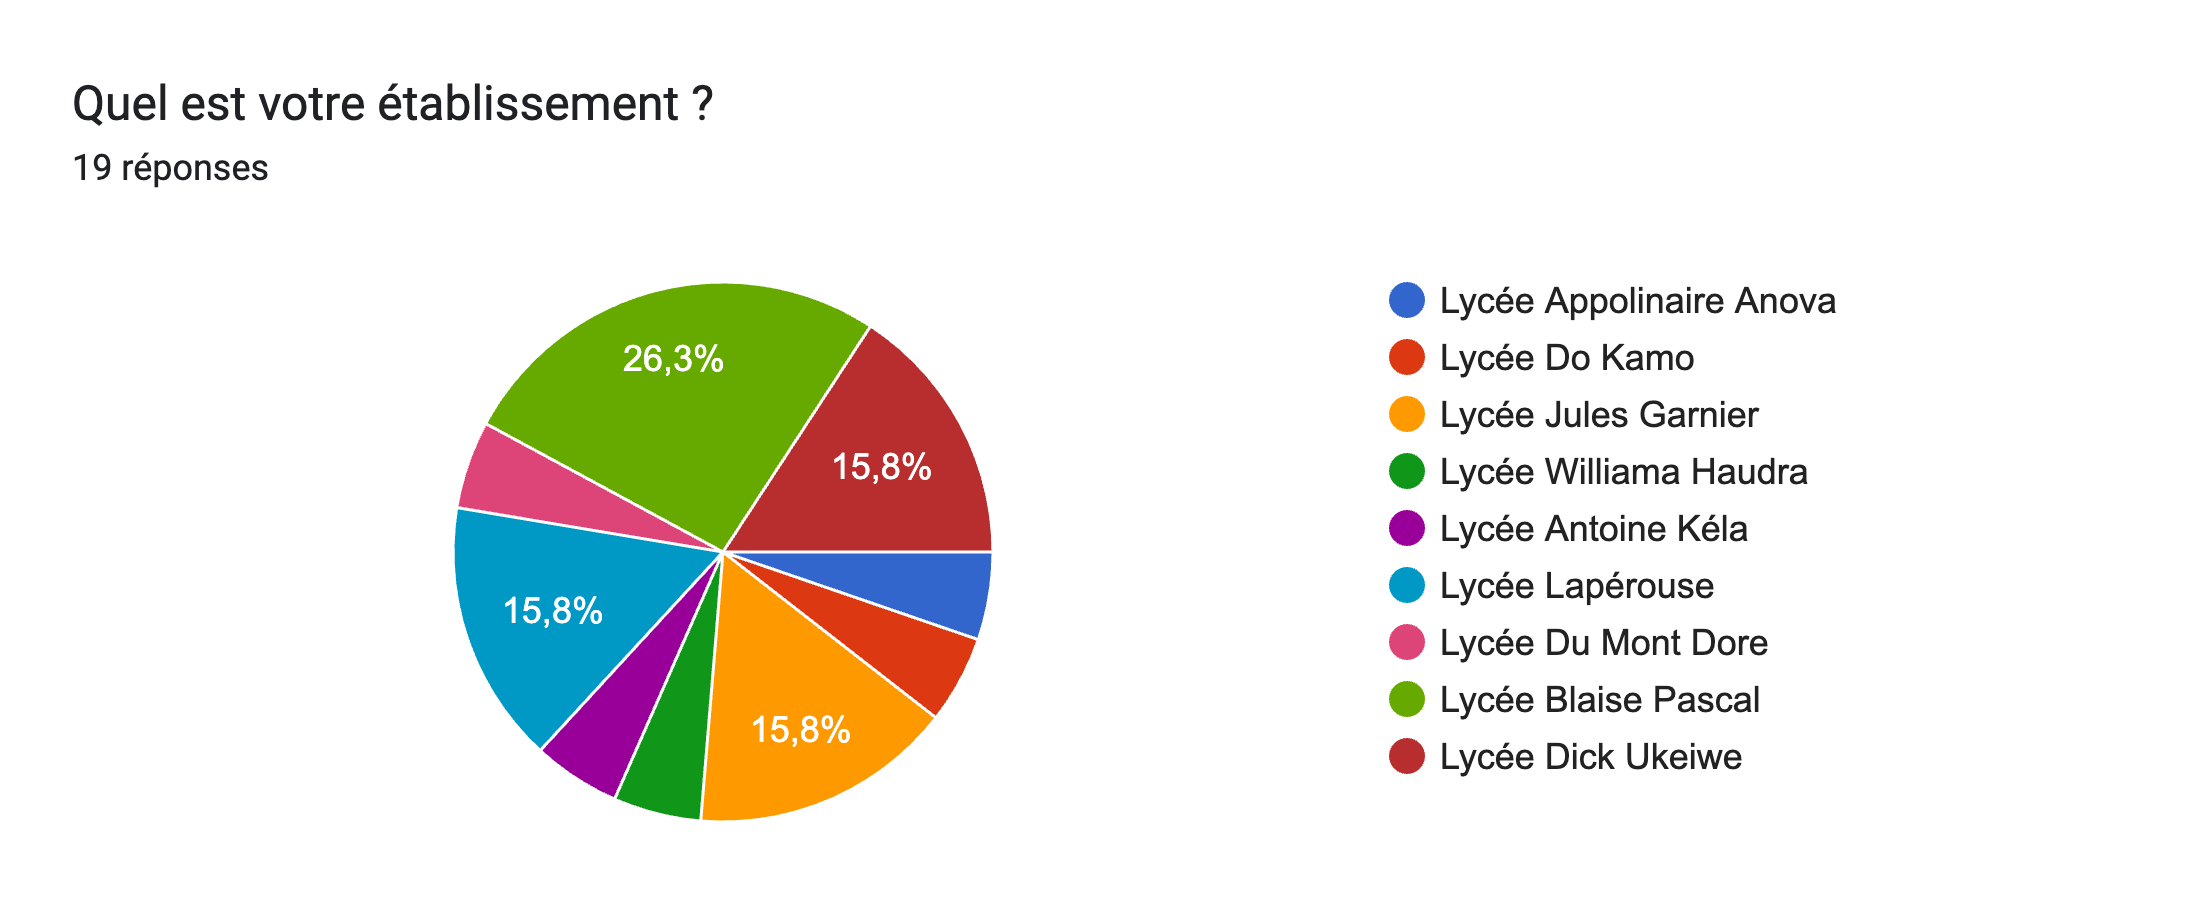 Quel est votre établissement ?
19 réponses
26,3%
15,8%
15,8%
15,8%
Lycée Appolinaire Anova
Lycée Do Kamo
Lycée Jules Garnier
Lycée Williama Haudra
Lycée Antoine Kéla
Lycée Lapérouse
Lycée Du Mont Dore
Lycée Blaise Pascal
Lycée Dick Ukeiwe